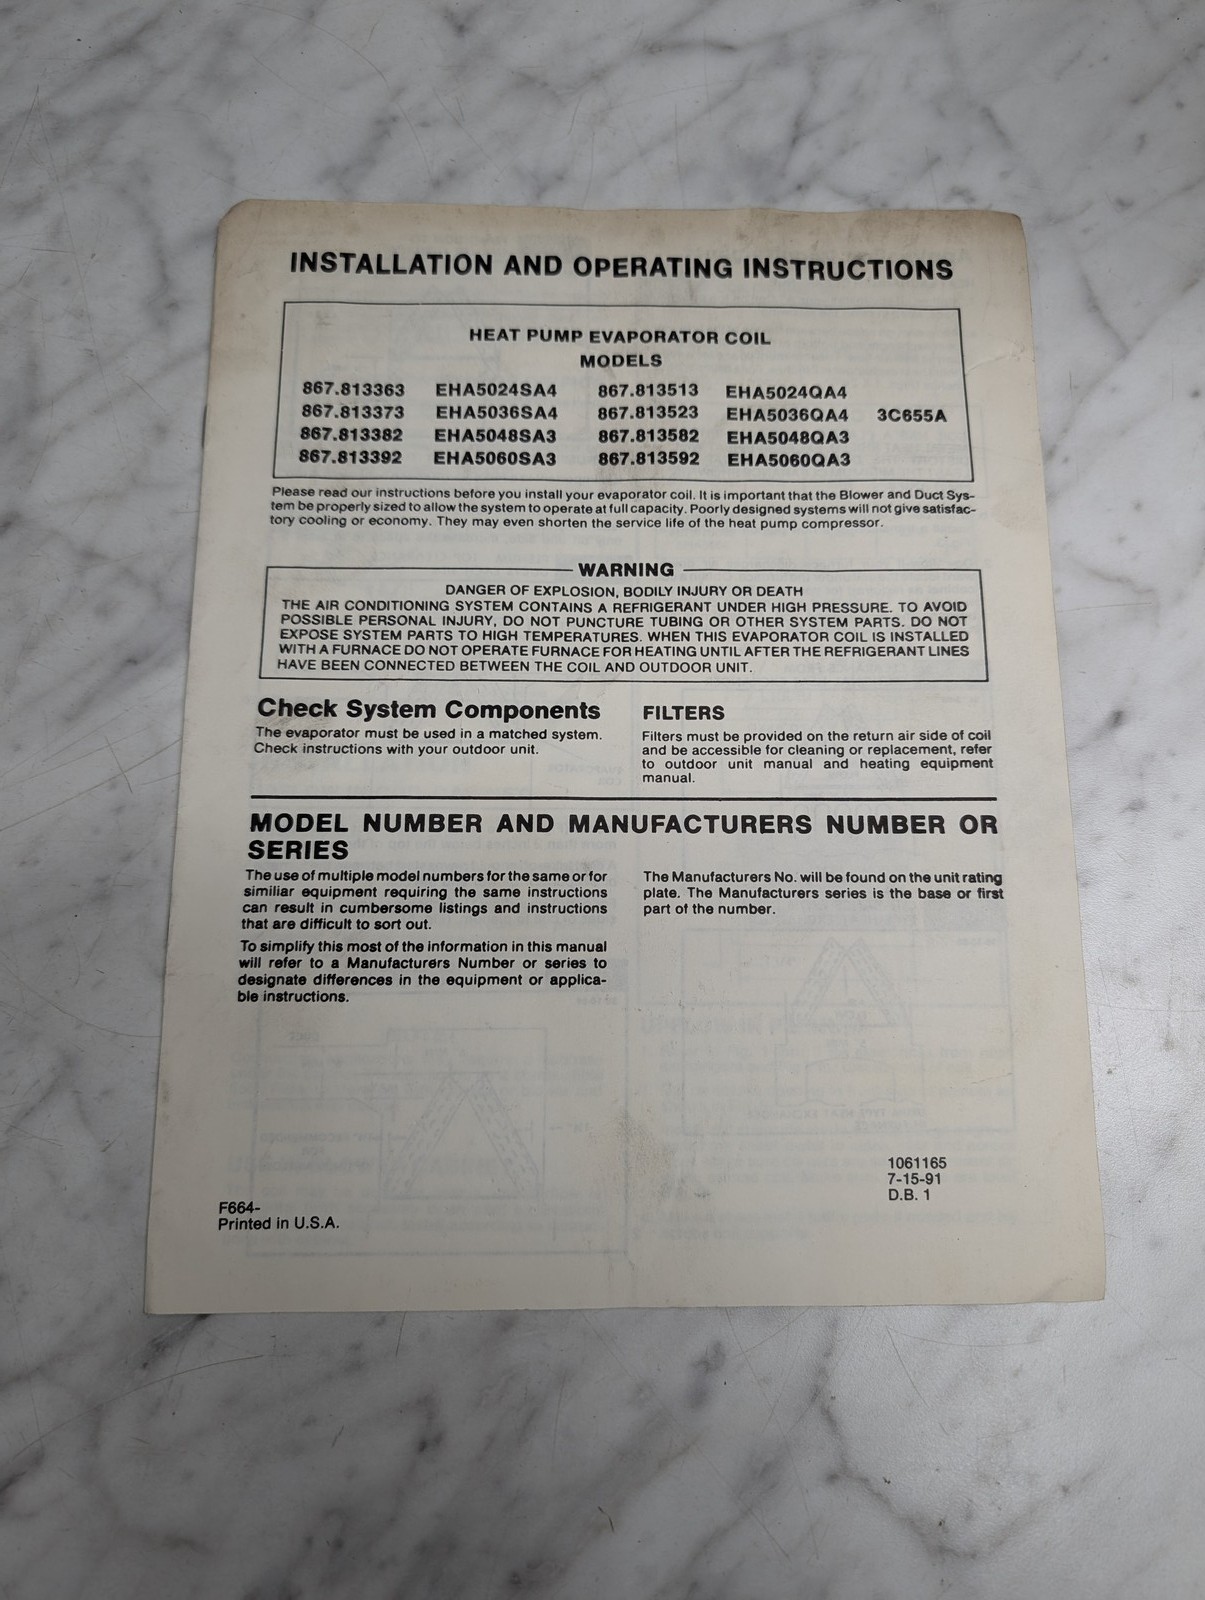 INSTALLATION AND OPERATING INSTRUCTIONS
HEAT PUMP EVAPORATOR COIL
MODELS
867.813363 EHA5024SA4 867.813513 EHA5024QA4
867.813373 EHA5036SA4 867.813523 EHA5036QA4 3C655A
867.813382 EHA5048SA3 867.813582 EHA5048QA3
867.813392 EHA5060SA3 867.813592 EHA5060QA3
Please read our instructions before you install your evaporator coil. It is important that the Blower and Duct Sys-
tem be properly sized to allow the system to operate at full capacity. Poorly designed systems will not give satisfac-
tory cooling or economy. They may even shorten the service life of the heat pump compressor.
WARNING
DANGER OF EXPLOSION, BODILY INJURY OR DEATH
THE AIR CONDITIONING SYSTEM CONTAINS A REFRIGERANT UNDER HIGH PRESSURE. TO AVOID
POSSIBLE PERSONAL INJURY, DO NOT PUNCTURE TUBING OR OTHER SYSTEM PARTS. DO NOT
EXPOSE SYSTEM PARTS TO HIGH TEMPERATURES. WHEN THIS EVAPORATOR COIL IS INSTALLED
WITH A FURNACE DO NOT OPERATE FURNACE FOR HEATING UNTIL AFTER THE REFRIGERANT LINES
HAVE BEEN CONNECTED BETWEEN THE COIL AND OUTDOOR UNIT.
Check System Components
The evaporator must be used in a matched system.
Check instructions with your outdoor unit.
FILTERS
Filters must be provided on the return air side of coil
and be accessible for cleaning or replacement, refer
to outdoor unit manual and heating equipment
manual.
MODEL NUMBER AND MANUFACTURERS NUMBER OR
SERIES
The use of multiple model numbers for the same or for
similiar equipment requiring the same instructions
can result in cumbersome listings and instructions
that are difficult to sort out.
To simplify this most of the information in this manual
will refer to a Manufacturers Number or series to
designate differences in the equipment or applica-
ble instructions.
The Manufacturers No. will be found on the unit rating
plate. The Manufacturers series is the base or first
part of the number.
1061165
7-15-91
D.B. 1
F664-
Printed in U.S.A.